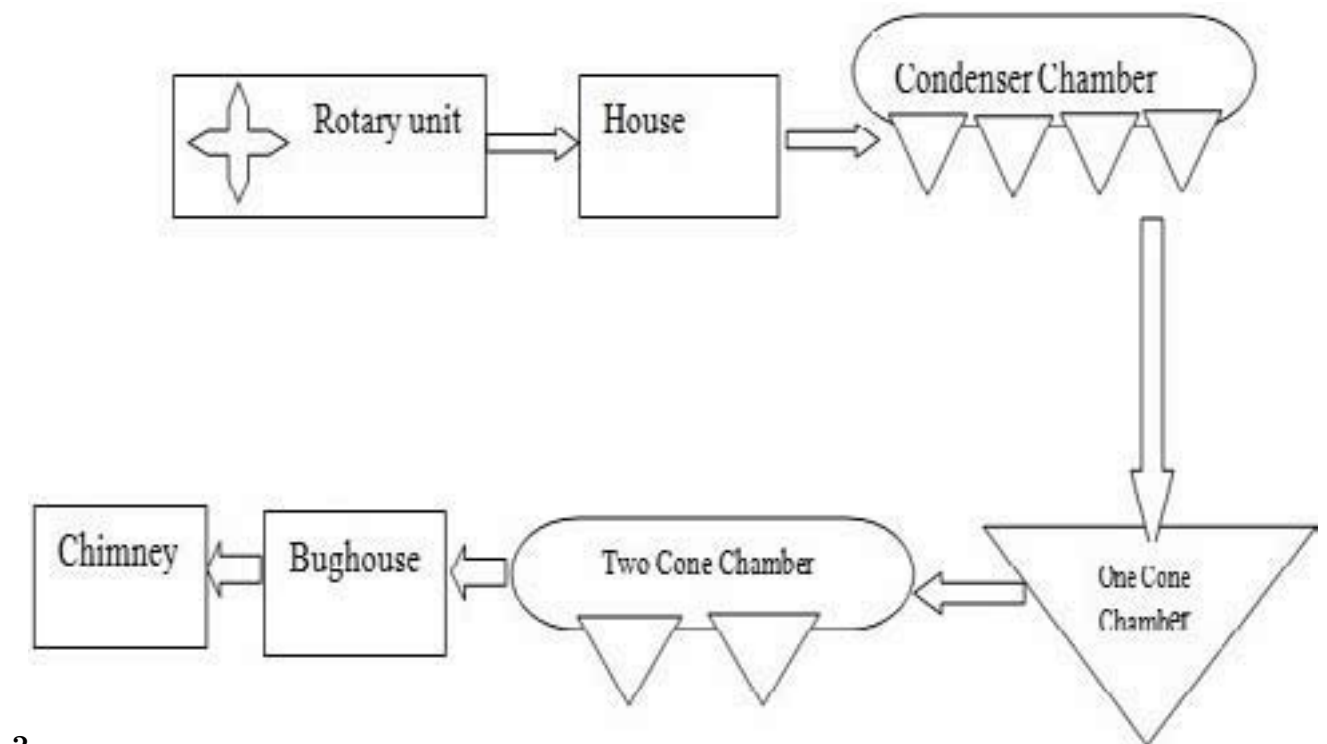 Condenser Chamber
Rotary unit
House
Chimney
Bughouse
Two Cone Chamber
One Cone
Chamber